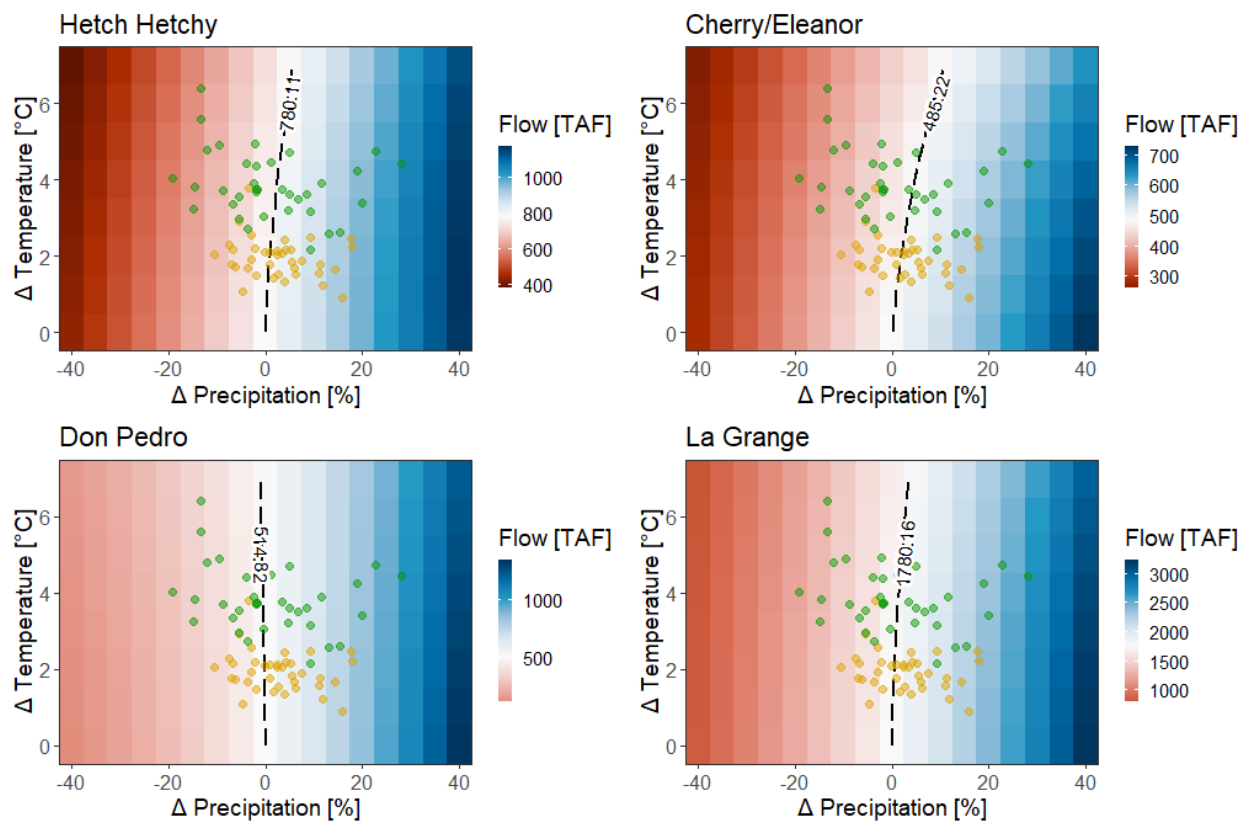 Hetch Hetchy
Δ Temperature [°C]
6
4
2
0
780.11
-40 -20 0 20 40
Δ Precipitation [%]
Flow [TAF]
1000
800
600
400
Cherry/Eleanor
Δ Temperature [°C]
6
4
2
0
485.22
-40 -20 0 20 40
Δ Precipitation [%]
Flow [TAF]
700
600
500
400
300
Don Pedro
Δ Temperature [°C]
6
4
2
0
514.82
-40 -20 0 20 40
Δ Precipitation [%]
Flow [TAF]
1000
500
La Grange
Δ Temperature [°C]
6
4
2
0
1780.16
-40 -20 0 20 40
Δ Precipitation [%]
Flow [TAF]
3000
2500
2000
1500
1000